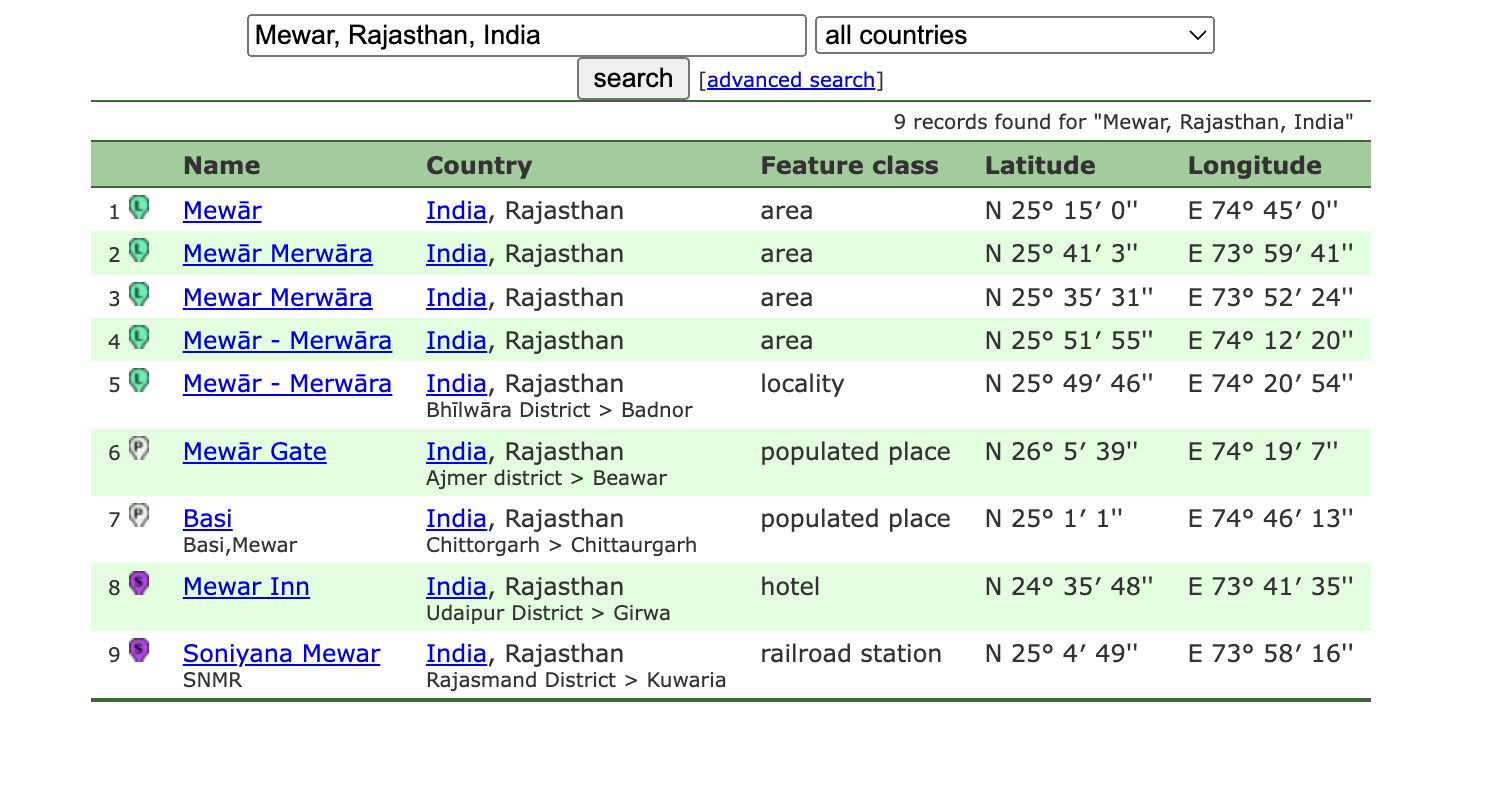 Mewar, Rajasthan, India all countries
search [advanced search]
9 records found for "Mewar, Rajasthan, India"
Name Country Feature class Latitude Longitude
1 L Mewār India, Rajasthan area N 25° 15′ 0'' E 74° 45′ 0''
2 L Mewār Merwāra India, Rajasthan area N 25° 41′ 3'' E 73° 59′ 41''
3 L Mewar Merwāra India, Rajasthan area N 25° 35′ 31'' E 73° 52′ 24''
4 L Mewār - Merwāra India, Rajasthan area N 25° 51′ 55'' E 74° 12′ 20''
5 L Mewār - Merwāra India, Rajasthan locality N 25° 49′ 46'' E 74° 20′ 54''
Bhīlwāra District > Badnor
6 P Mewār Gate India, Rajasthan populated place N 26° 5′ 39'' E 74° 19′ 7''
Ajmer district > Beawar
7 P Basi India, Rajasthan populated place N 25° 1′ 1'' E 74° 46′ 13''
Basi,Mewar Chittorgarh > Chittaurgarh
8 S Mewar Inn India, Rajasthan hotel N 24° 35′ 48'' E 73° 41′ 35''
Udaipur District > Girwa
9 S Soniyana Mewar India, Rajasthan railroad station N 25° 4′ 49'' E 73° 58′ 16''
SNMR Rajasmand District > Kuwaria